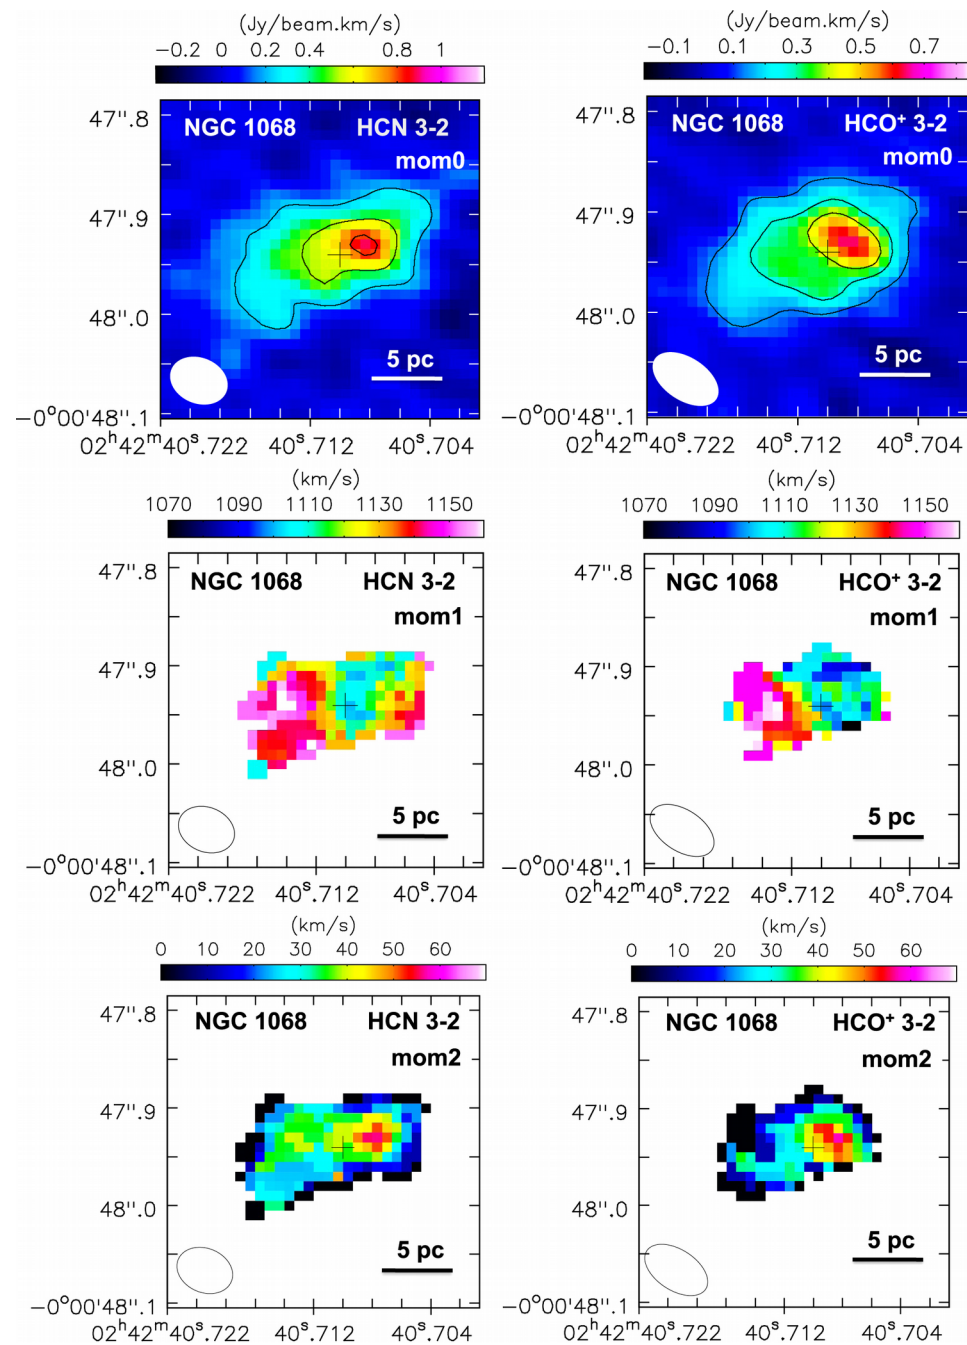 (Jy/beam.km/s)
−0.2 0 0.2 0.4 0.8 1
47".8
NGC 1068 HCN 3-2
mom0
47".9
48".0
5 pc
−0°00'48".1
02ʰ42ᵐ40ˢ.722 40ˢ.712 40ˢ.704
(Jy/beam.km/s)
−0.1 0.1 0.3 0.5 0.7
47".8
NGC 1068 HCO⁺ 3-2
mom0
47".9
48".0
5 pc
−0°00'48".1
02ʰ42ᵐ40ˢ.722 40ˢ.712 40ˢ.704
(km/s)
1070 1090 1110 1130 1150
47".8
NGC 1068 HCN 3-2
mom1
47".9
48".0
5 pc
−0°00'48".1
02ʰ42ᵐ40ˢ.722 40ˢ.712 40ˢ.704
(km/s)
1070 1090 1110 1130 1150
47".8
NGC 1068 HCO⁺ 3-2
mom1
47".9
48".0
5 pc
−0°00'48".1
02ʰ42ᵐ40ˢ.722 40ˢ.712 40ˢ.704
(km/s)
0 10 20 30 40 50 60
47".8
NGC 1068 HCN 3-2
mom2
47".9
48".0
5 pc
−0°00'48".1
02ʰ42ᵐ40ˢ.722 40ˢ.712 40ˢ.704
(km/s)
0 10 20 30 40 50 60
47".8
NGC 1068 HCO⁺ 3-2
mom2
47".9
48".0
5 pc
−0°00'48".1
02ʰ42ᵐ40ˢ.722 40ˢ.712 40ˢ.704